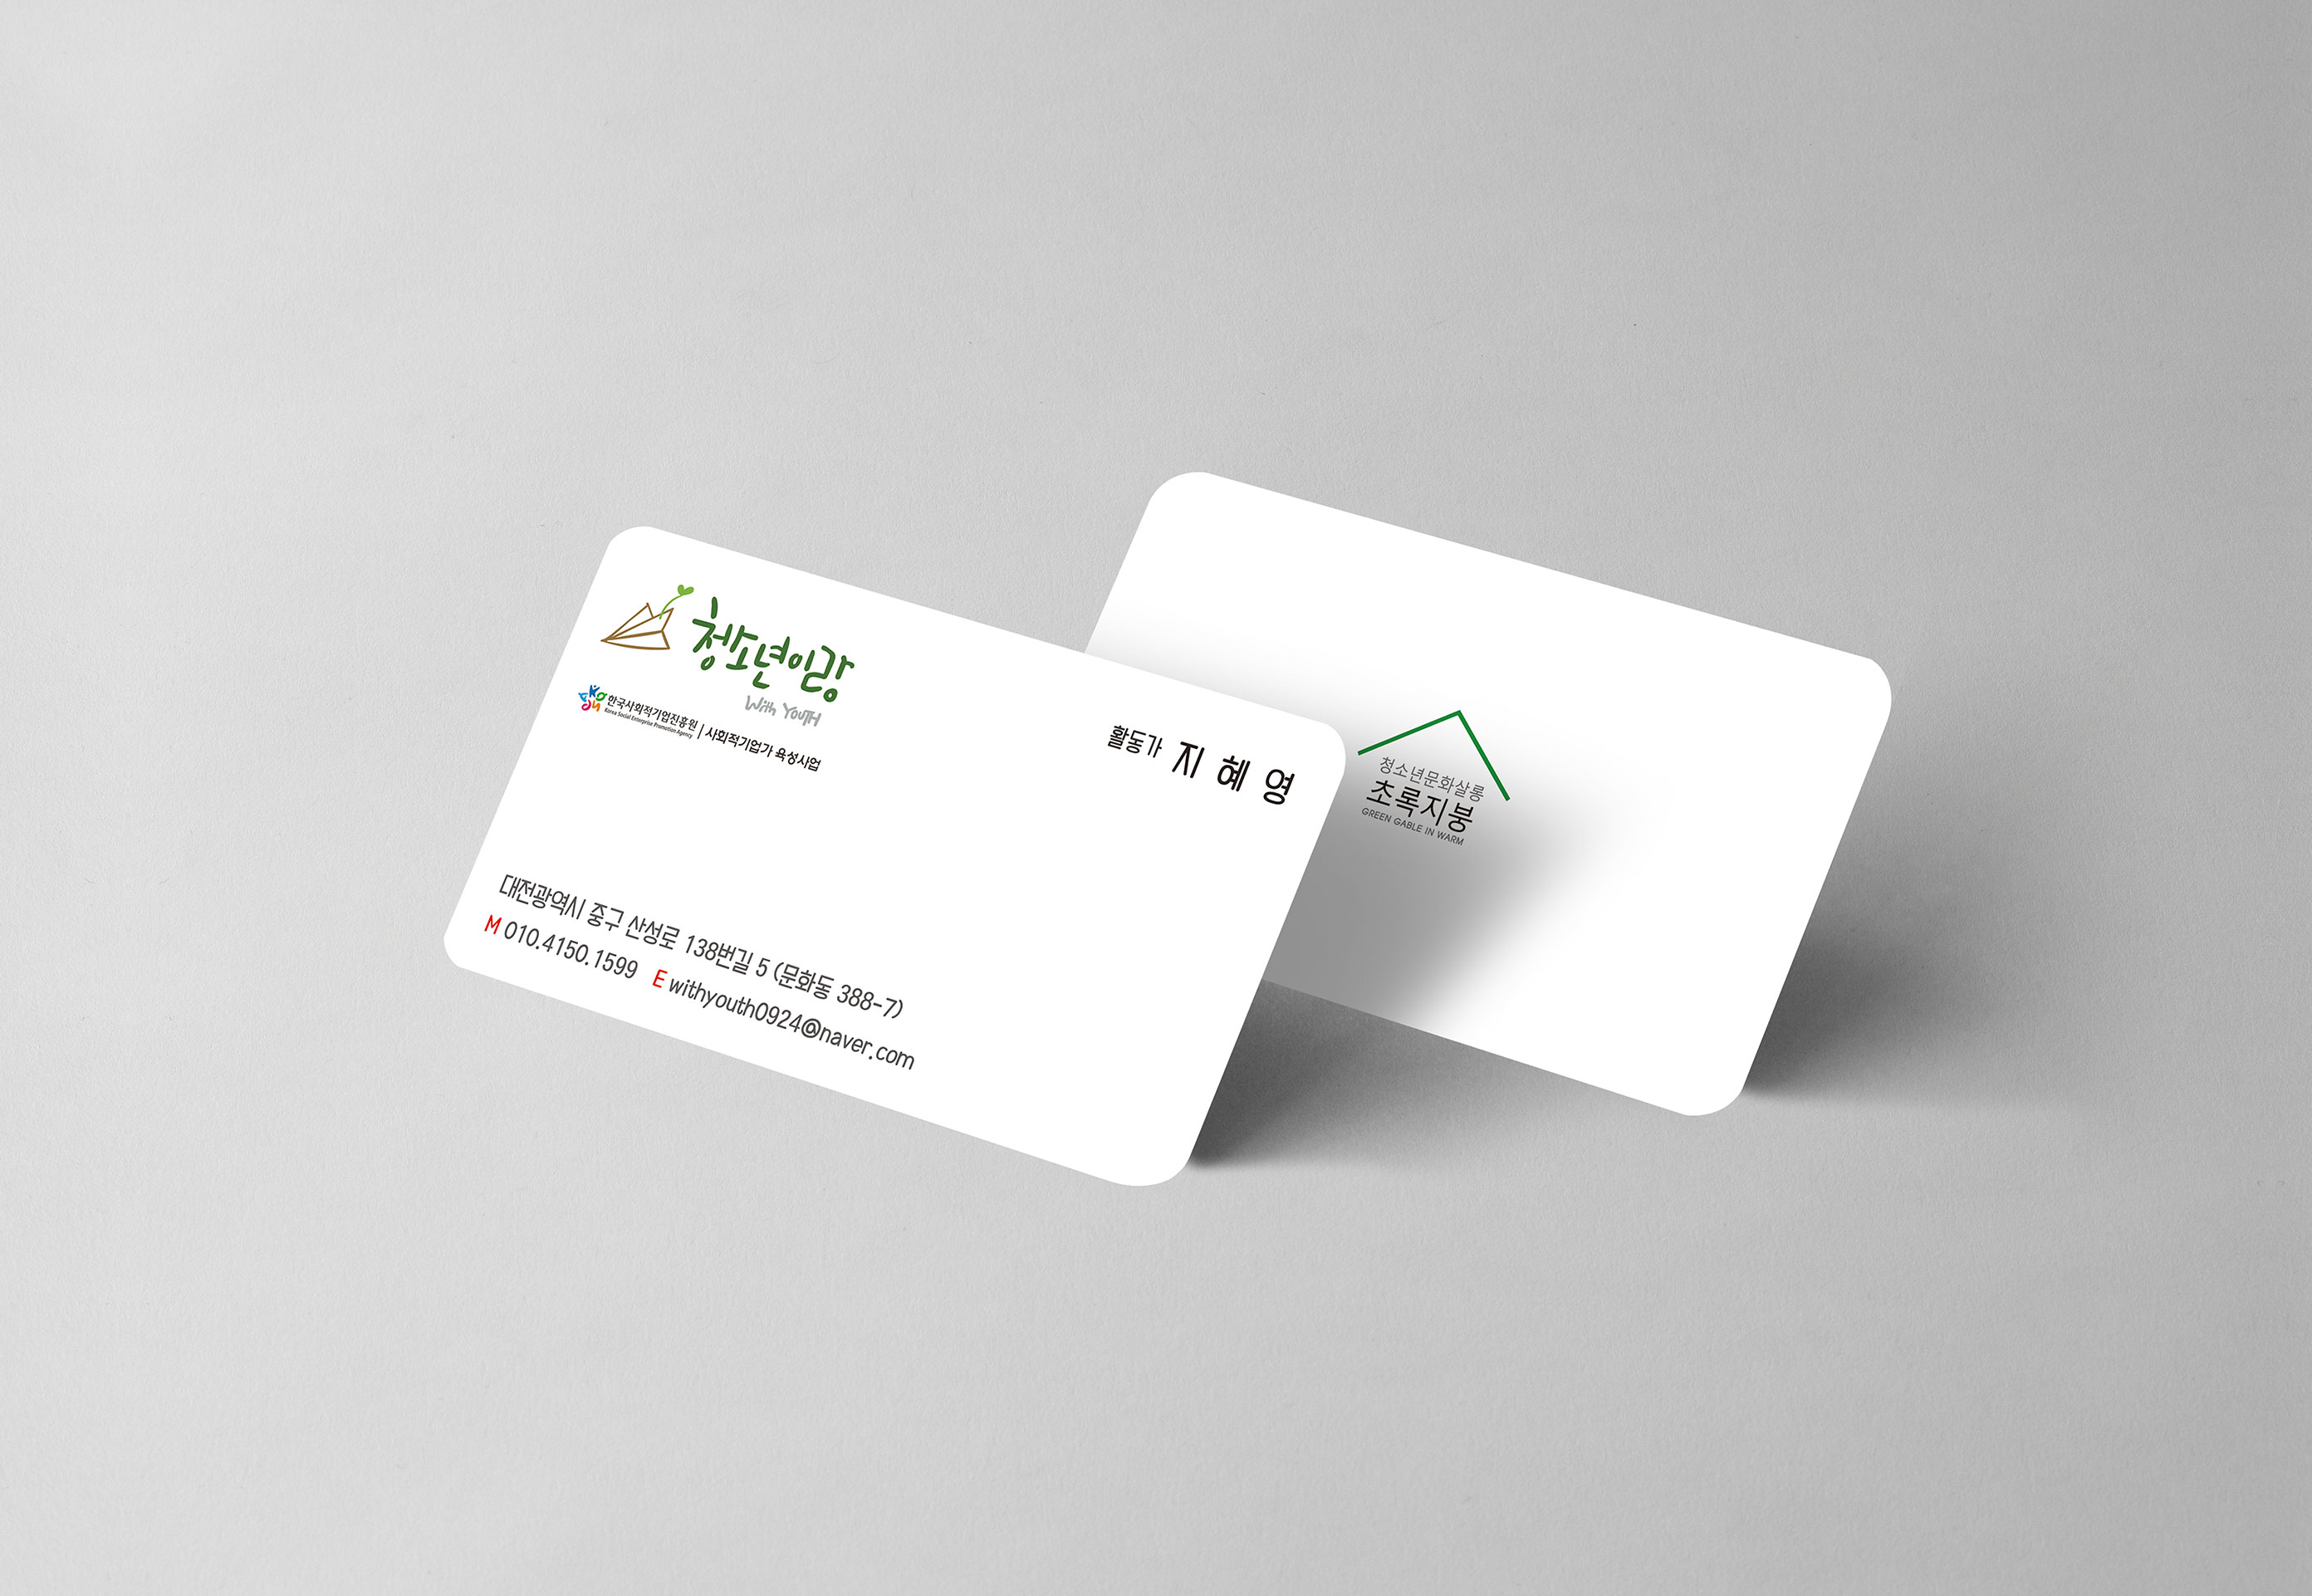 청소년이랑
With YOUTH
한국사회적기업진흥원 | 사회적기업가 육성사업
Korea Social Enterprise Promotion Agency
활동가 지혜영
대전광역시 중구 산성로 138번길 5 (문화동 388-7)
M 010.4150.1599 E withyouth0924@naver.com
청소년문화살롱
초록지붕
GREEN GABLE IN WARM